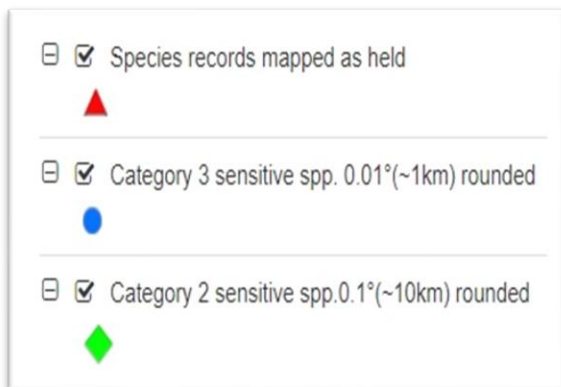 Species records mapped as held
Category 3 sensitive spp. 0.01°(~1km) rounded
Category 2 sensitive spp.0.1°(~10km) rounded